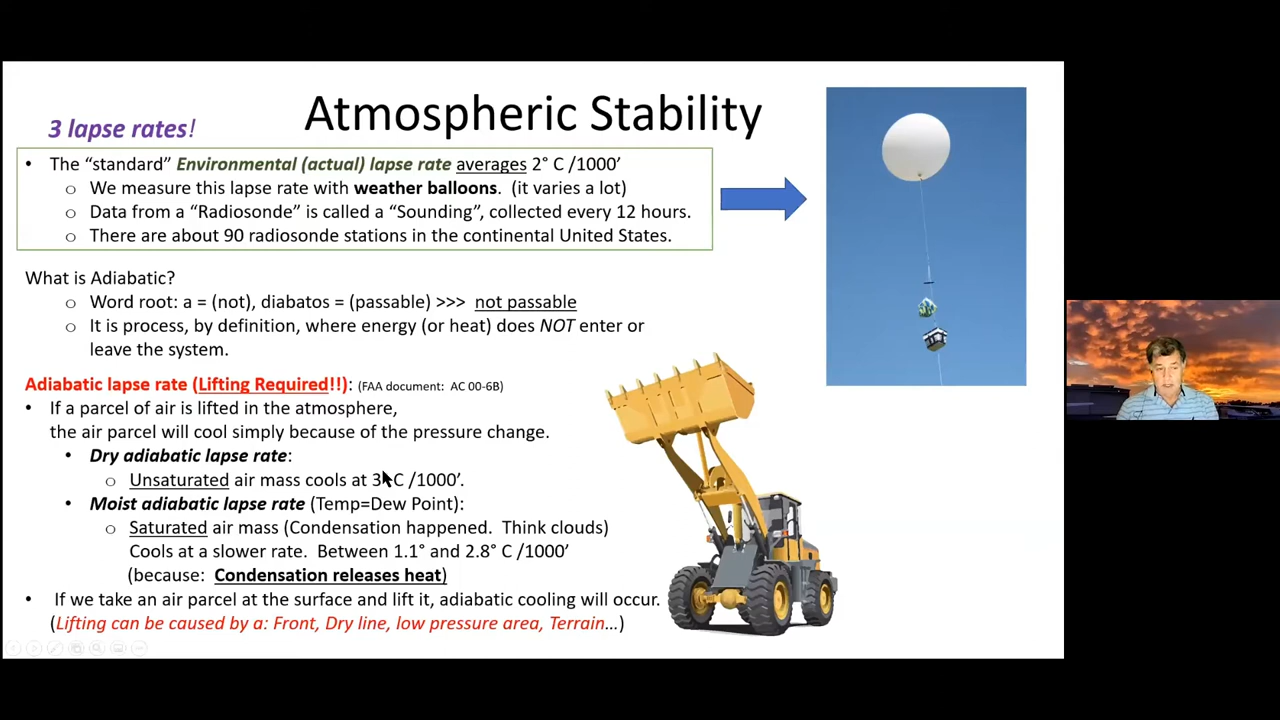 Atmospheric Stability
3 lapse rates!
• The “standard” Environmental (actual) lapse rate averages 2° C /1000’
o We measure this lapse rate with weather balloons. (it varies a lot)
o Data from a “Radiosonde” is called a “Sounding”, collected every 12 hours.
o There are about 90 radiosonde stations in the continental United States.
What is Adiabatic?
o Word root: a = (not), diabatos = (passable) >>> not passable
o It is process, by definition, where energy (or heat) does NOT enter or
leave the system.
Adiabatic lapse rate (Lifting Required!!): (FAA document: AC 00-6B)
• If a parcel of air is lifted in the atmosphere,
the air parcel will cool simply because of the pressure change.
• Dry adiabatic lapse rate:
o Unsaturated air mass cools at 3° C /1000’.
• Moist adiabatic lapse rate (Temp=Dew Point):
o Saturated air mass (Condensation happened. Think clouds)
Cools at a slower rate. Between 1.1° and 2.8° C /1000’
(because: Condensation releases heat)
• If we take an air parcel at the surface and lift it, adiabatic cooling will occur.
(Lifting can be caused by a: Front, Dry line, low pressure area, Terrain…)